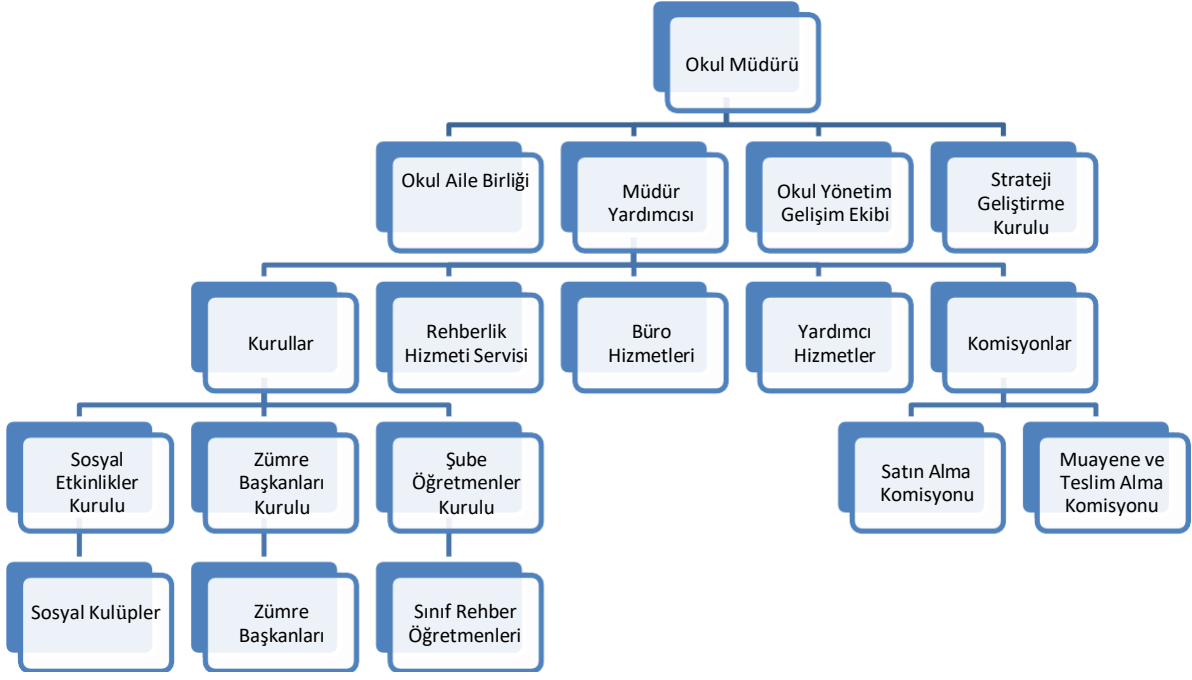 Okul Müdürü
Okul Aile Birliği
Müdür
Yardımcısı
Okul Yönetim
Gelişim Ekibi
Strateji
Geliştirme
Kurulu
Kurullar
Rehberlik
Hizmeti Servisi
Büro
Hizmetleri
Yardımcı
Hizmetler
Komisyonlar
Sosyal
Etkinlikler
Kurulu
Zümre
Başkanları
Kurulu
Şube
Öğretmenler
Kurulu
Satın Alma
Komisyonu
Muayene ve
Teslim Alma
Komisyonu
Sosyal Kulüpler
Zümre
Başkanları
Sınıf Rehber
Öğretmenleri